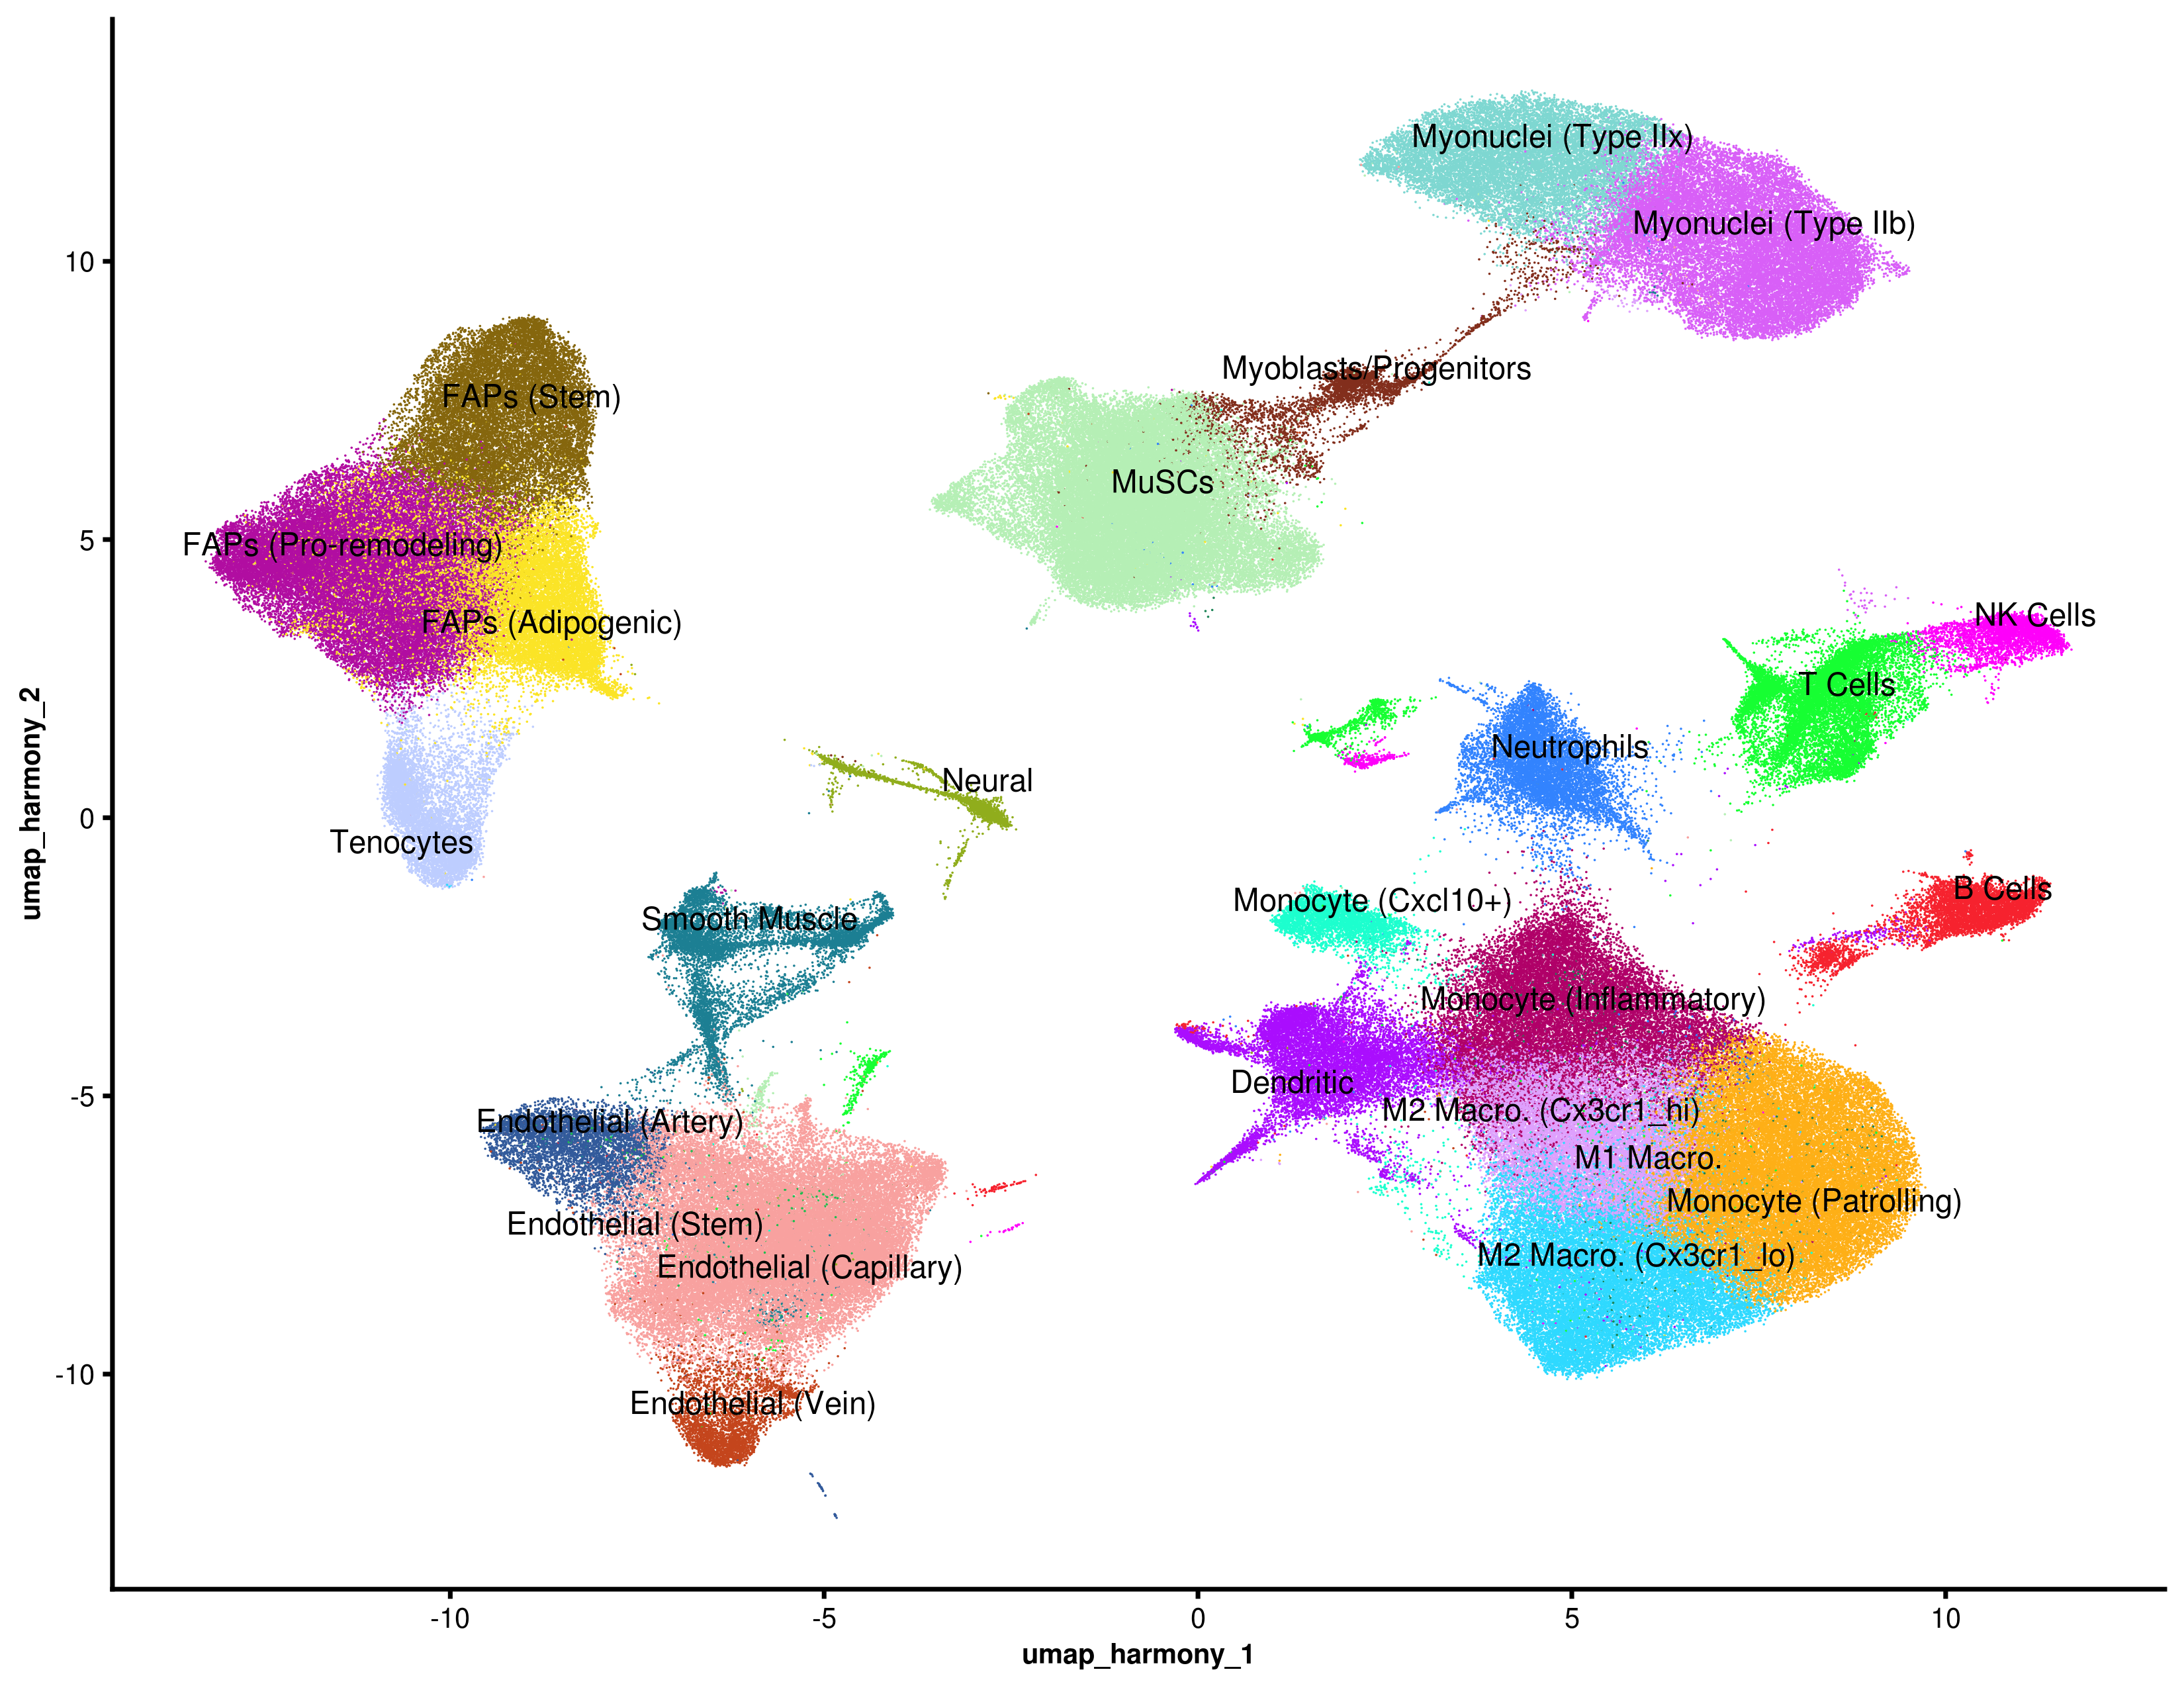 Myonuclei (Type IIx)
Myonuclei (Type IIb)
Myoblasts/Progenitors
FAPs (Stem)
MuSCs
FAPs (Pro-remodeling)
FAPs (Adipogenic)
NK Cells
T Cells
Neutrophils
Neural
Tenocytes
B Cells
Monocyte (Cxcl10+)
Smooth Muscle
Monocyte (Inflammatory)
Dendritic
M2 Macro. (Cx3cr1_hi)
Endothelial (Artery)
M1 Macro.
Monocyte (Patrolling)
Endothelial (Stem)
M2 Macro. (Cx3cr1_lo)
Endothelial (Capillary)
Endothelial (Vein)
10
5
0
-5
-10
umap_harmony_2
-10
-5
0
5
10
umap_harmony_1